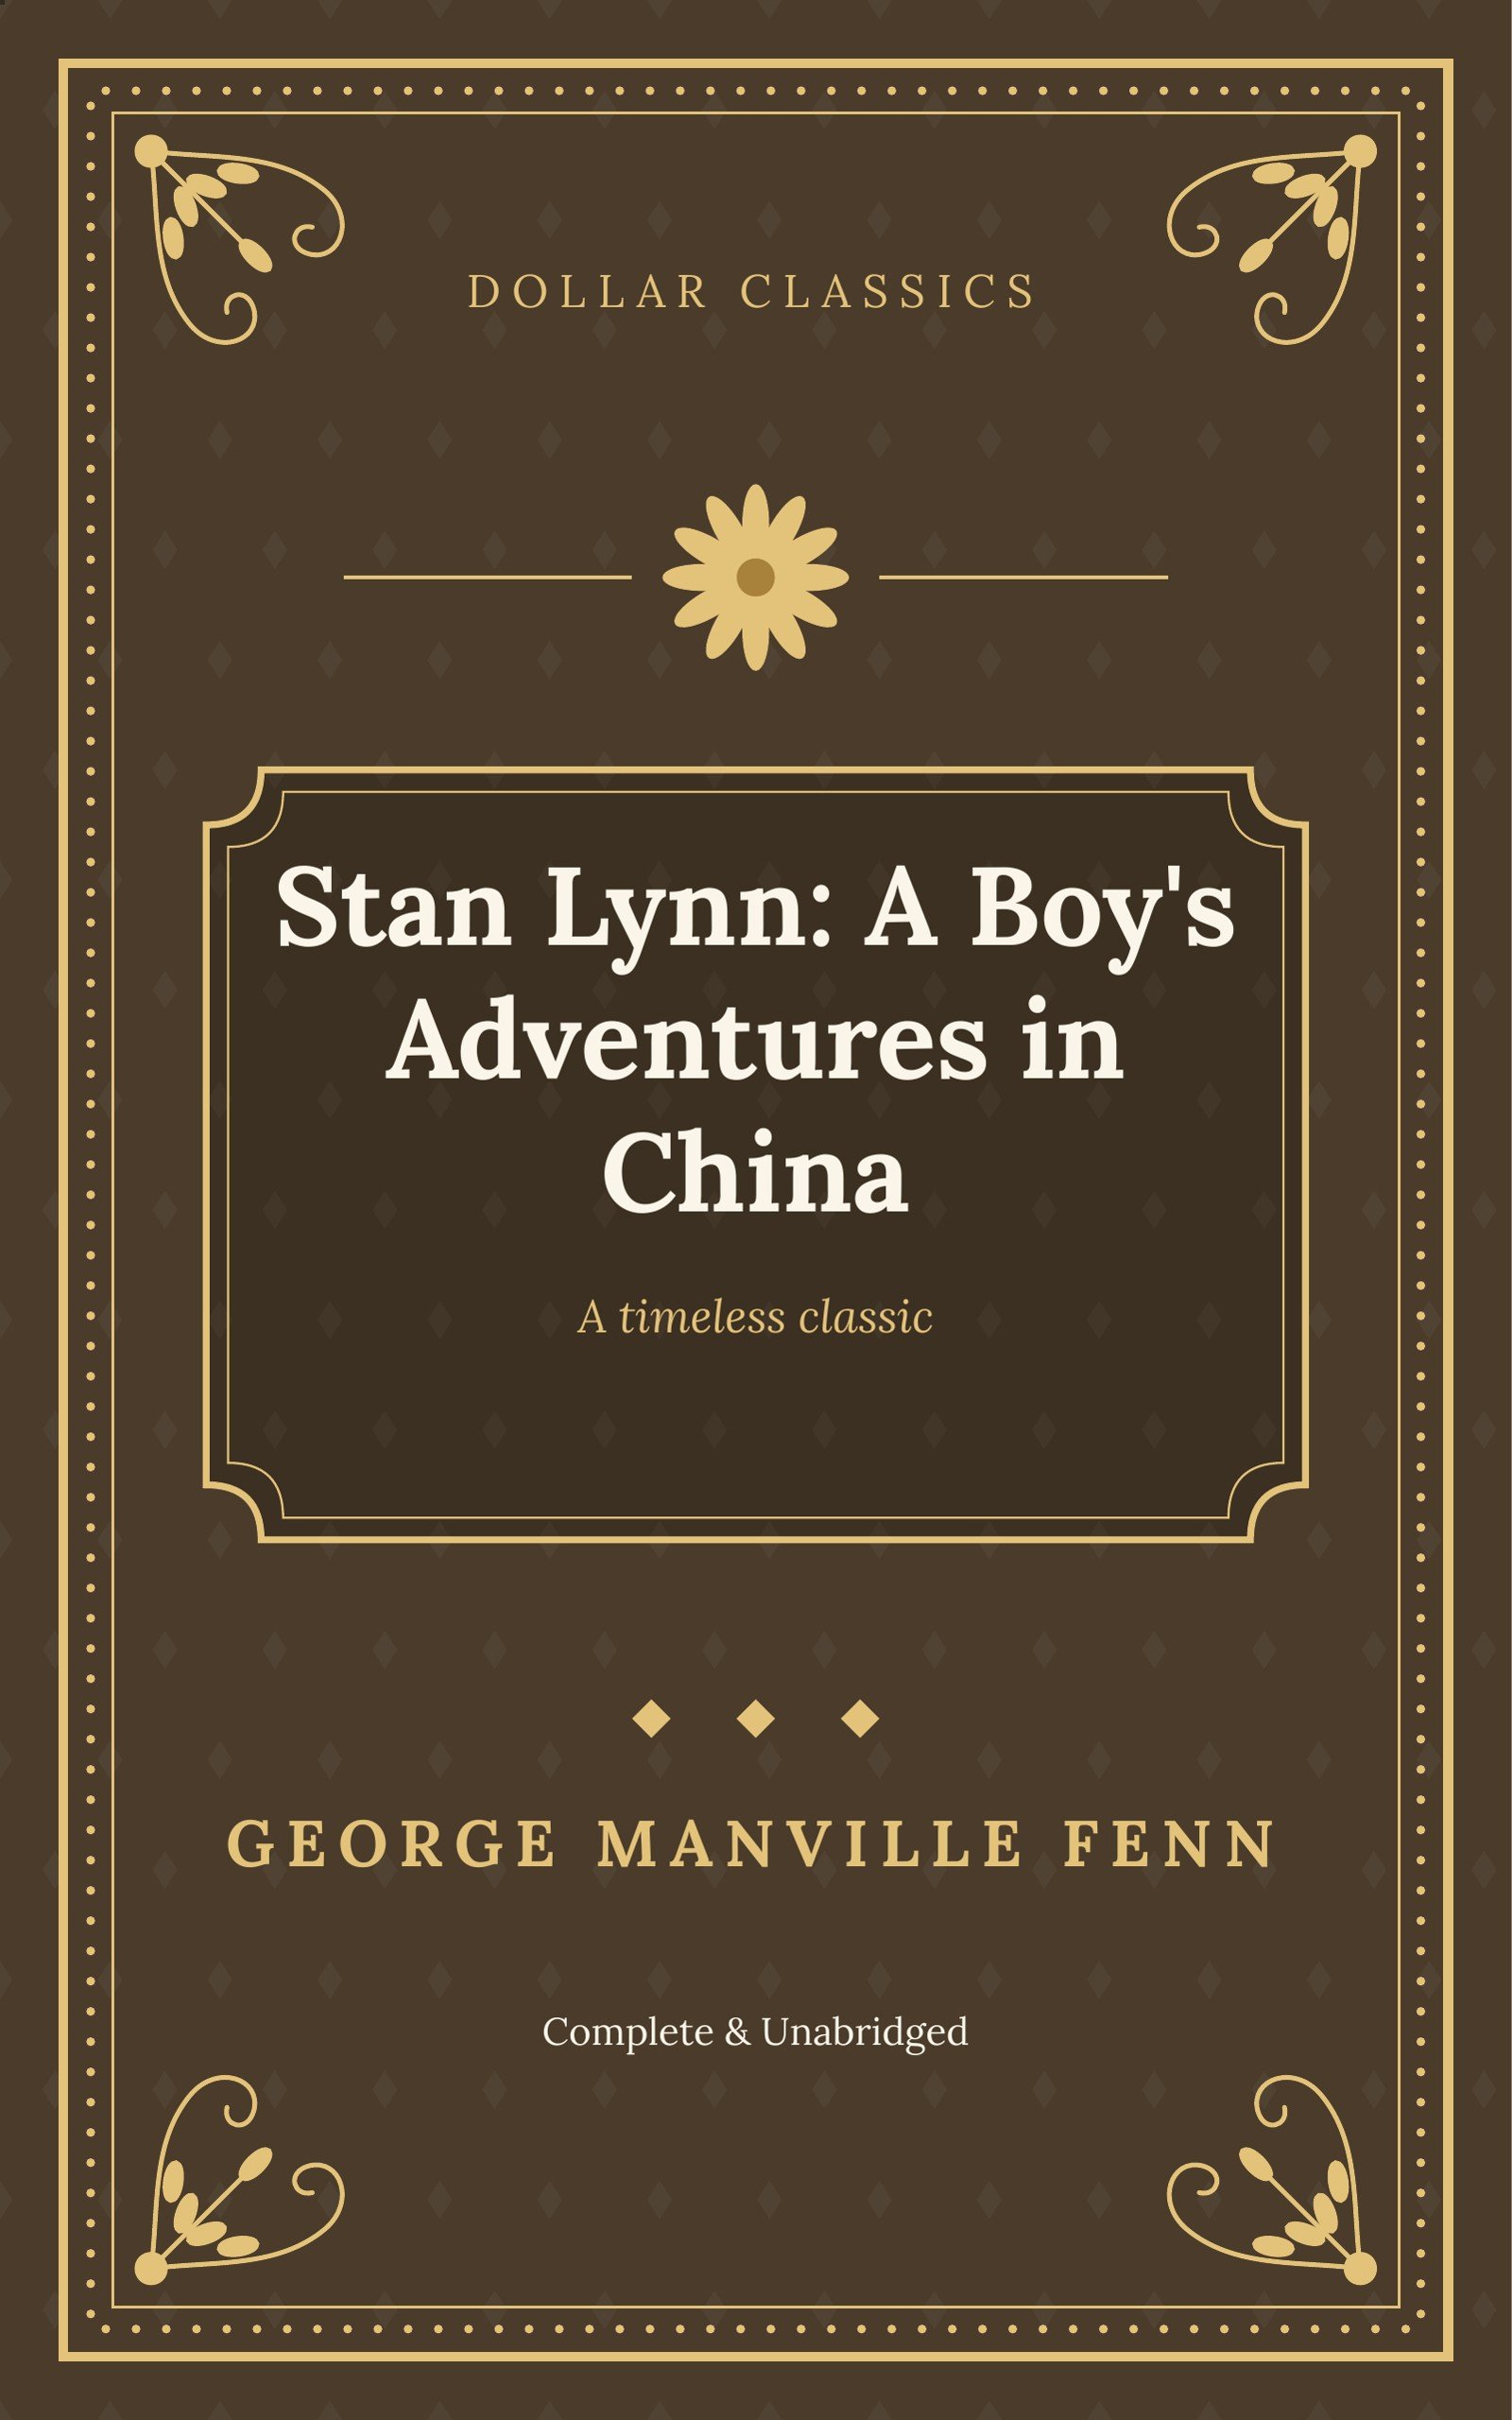 DOLLAR CLASSICS
Stan Lynn: A Boy's
Adventures in
China
A timeless classic
GEORGE MANVILLE FENN
Complete & Unabridged